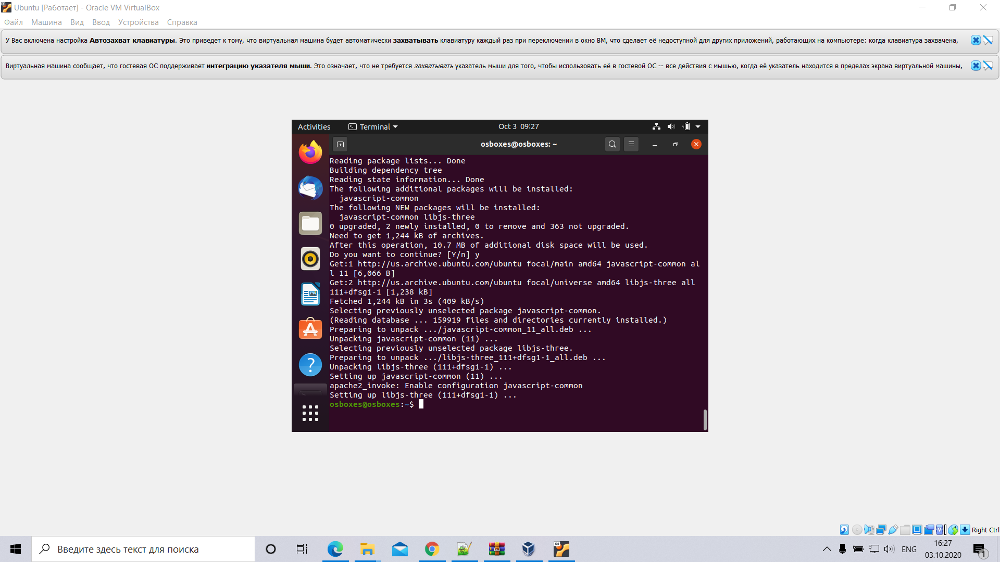 Ubuntu [Работает] - Oracle VM VirtualBox
Файл Машина Вид Ввод Устройства Справка
У Вас включена настройка Автозахват клавиатуры. Это приведет к тому, что виртуальная машина будет автоматически захватывать клавиатуру каждый раз при переключении в окно ВМ, что сделает её недоступной для других приложений, работающих на компьютере: когда клавиатура захвачена,
Виртуальная машина сообщает, что гостевая ОС поддерживает интеграцию указателя мыши. Это означает, что не требуется захватывать указатель мыши для того, чтобы использовать её в гостевой ОС -- все действия с мышью, когда её указатель находится в пределах экрана виртуальной машины,
Activities Terminal Oct 3 09:27
osboxes@osboxes: ~
Reading package lists... Done
Building dependency tree
Reading state information... Done
The following additional packages will be installed:
javascript-common
The following NEW packages will be installed:
javascript-common libjs-three
0 upgraded, 2 newly installed, 0 to remove and 363 not upgraded.
Need to get 1,244 kB of archives.
After this operation, 10.7 MB of additional disk space will be used.
Do you want to continue? [Y/n] y
Get:1 http://us.archive.ubuntu.com/ubuntu focal/main amd64 javascript-common al
l 11 [6,066 B]
Get:2 http://us.archive.ubuntu.com/ubuntu focal/universe amd64 libjs-three all
111+dfsg1-1 [1,238 kB]
Fetched 1,244 kB in 3s (409 kB/s)
Selecting previously unselected package javascript-common.
(Reading database ... 159919 files and directories currently installed.)
Preparing to unpack .../javascript-common_11_all.deb ...
Unpacking javascript-common (11) ...
Selecting previously unselected package libjs-three.
Preparing to unpack .../libjs-three_111+dfsg1-1_all.deb ...
Unpacking libjs-three (111+dfsg1-1) ...
Setting up javascript-common (11) ...
apache2_invoke: Enable configuration javascript-common
Setting up libjs-three (111+dfsg1-1) ...
osboxes@osboxes:~$
Right Ctrl
Введите здесь текст для поиска
64
ENG
16:27
03.10.2020
1